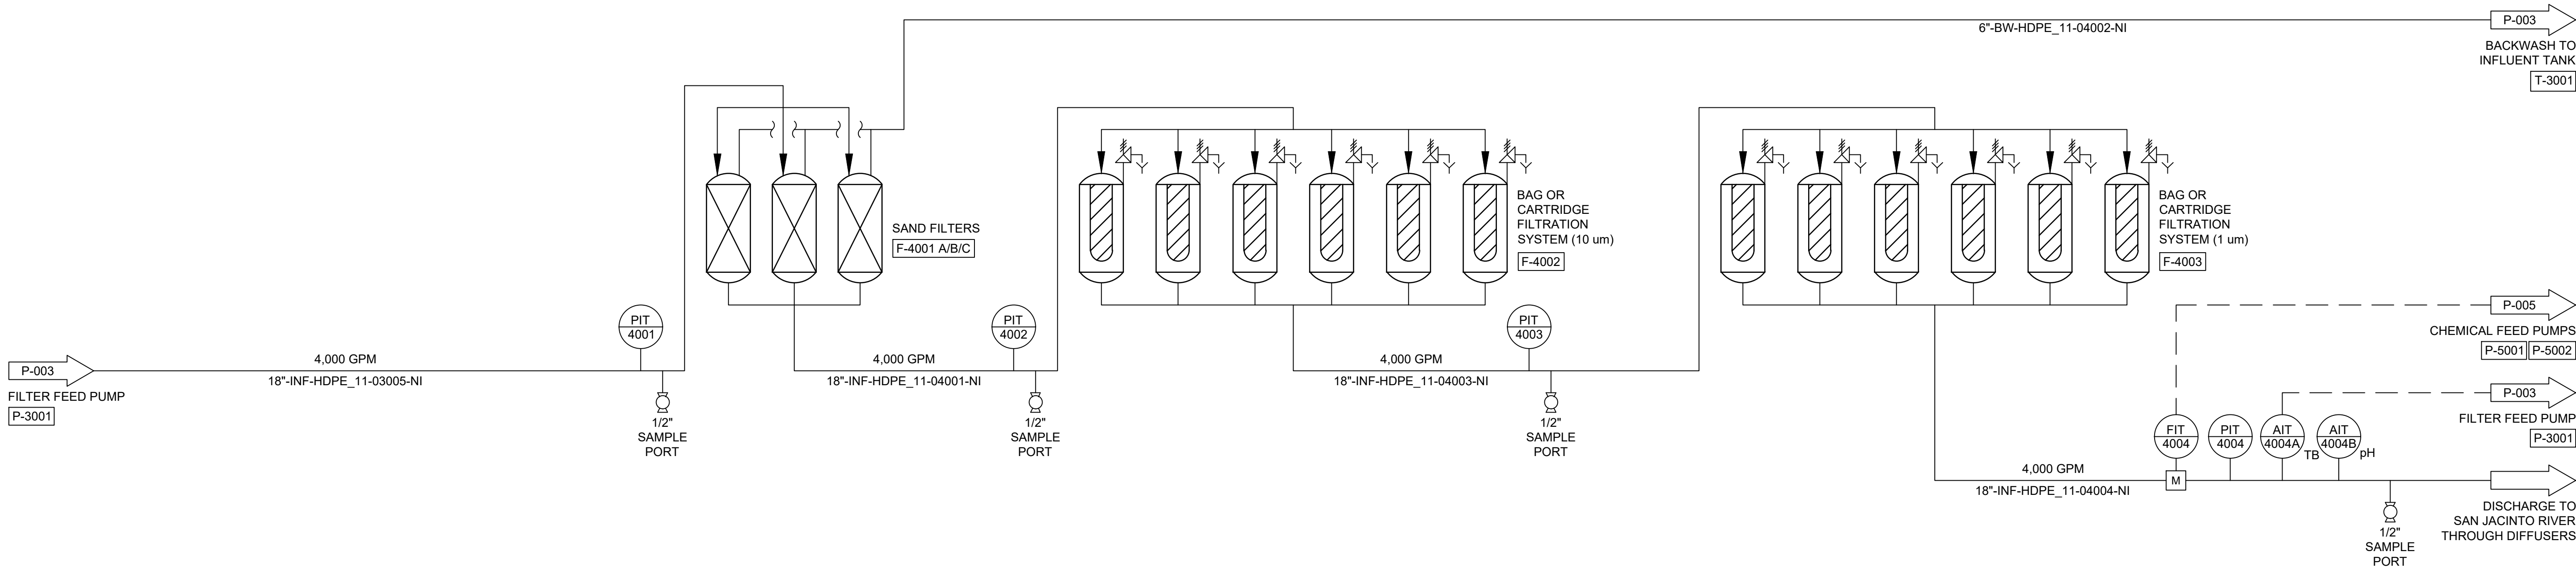 6"-BW-HDPE_11-04002-NI
P-003
BACKWASH TO
INFLUENT TANK
T-3001
SAND FILTERS
F-4001 A/B/C
BAG OR
CARTRIDGE
FILTRATION
SYSTEM (10 um)
F-4002
BAG OR
CARTRIDGE
FILTRATION
SYSTEM (1 um)
F-4003
P-003
FILTER FEED PUMP
P-3001
4,000 GPM
18"-INF-HDPE_11-03005-NI
PIT
4001
1/2"
SAMPLE
PORT
4,000 GPM
18"-INF-HDPE_11-04001-NI
PIT
4002
1/2"
SAMPLE
PORT
4,000 GPM
18"-INF-HDPE_11-04003-NI
PIT
4003
1/2"
SAMPLE
PORT
4,000 GPM
18"-INF-HDPE_11-04004-NI
M
FIT
4004
PIT
4004
AIT
4004A
TB
AIT
4004B
pH
1/2"
SAMPLE
PORT
P-005
CHEMICAL FEED PUMPS
P-5001 P-5002
P-003
FILTER FEED PUMP
P-3001
DISCHARGE TO
SAN JACINTO RIVER
THROUGH DIFFUSERS